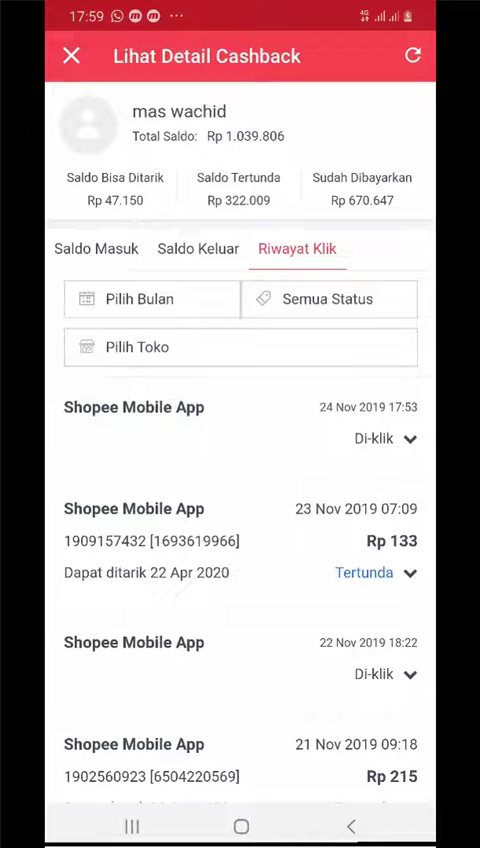 17:59
4G
Lihat Detail Cashback
mas wachid
Total Saldo: Rp 1.039.806
Saldo Bisa Ditarik Saldo Tertunda Sudah Dibayarkan
Rp 47.150 Rp 322.009 Rp 670.647
Saldo Masuk Saldo Keluar Riwayat Klik
Pilih Bulan Semua Status
Pilih Toko
Shopee Mobile App 24 Nov 2019 17:53
Di-klik
Shopee Mobile App 23 Nov 2019 07:09
1909157432 [1693619966] Rp 133
Dapat ditarik 22 Apr 2020 Tertunda
Shopee Mobile App 22 Nov 2019 18:22
Di-klik
Shopee Mobile App 21 Nov 2019 09:18
1902560923 [6504220569] Rp 215